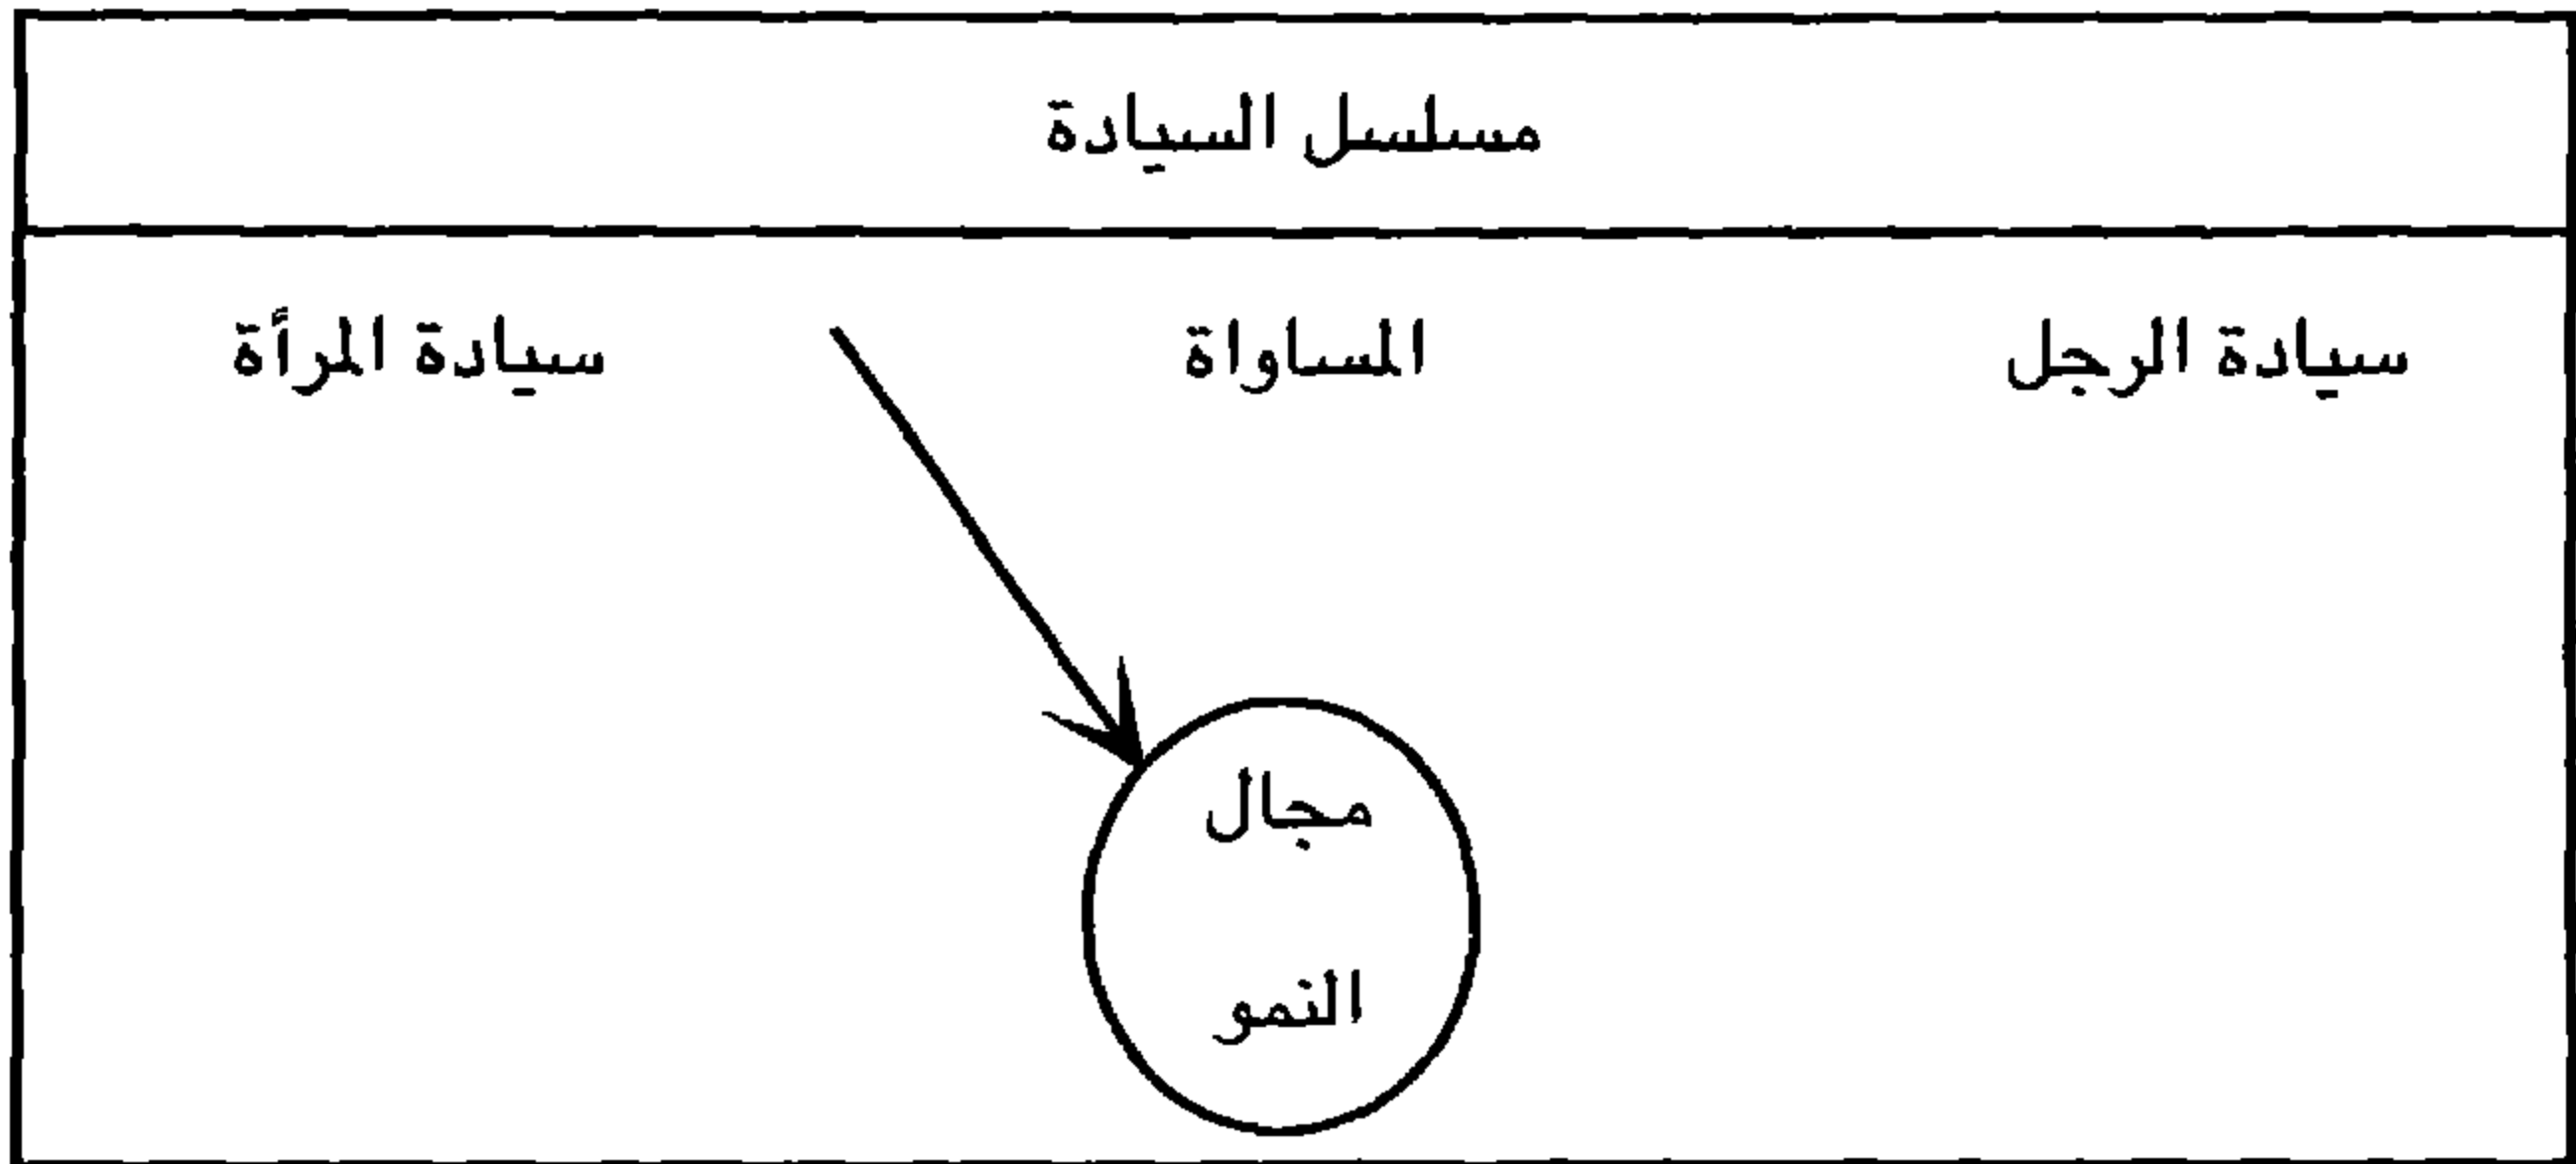 مسلسل السيادة
سيادة الرجل المساواة سيادة المرأة
مجال
النمو